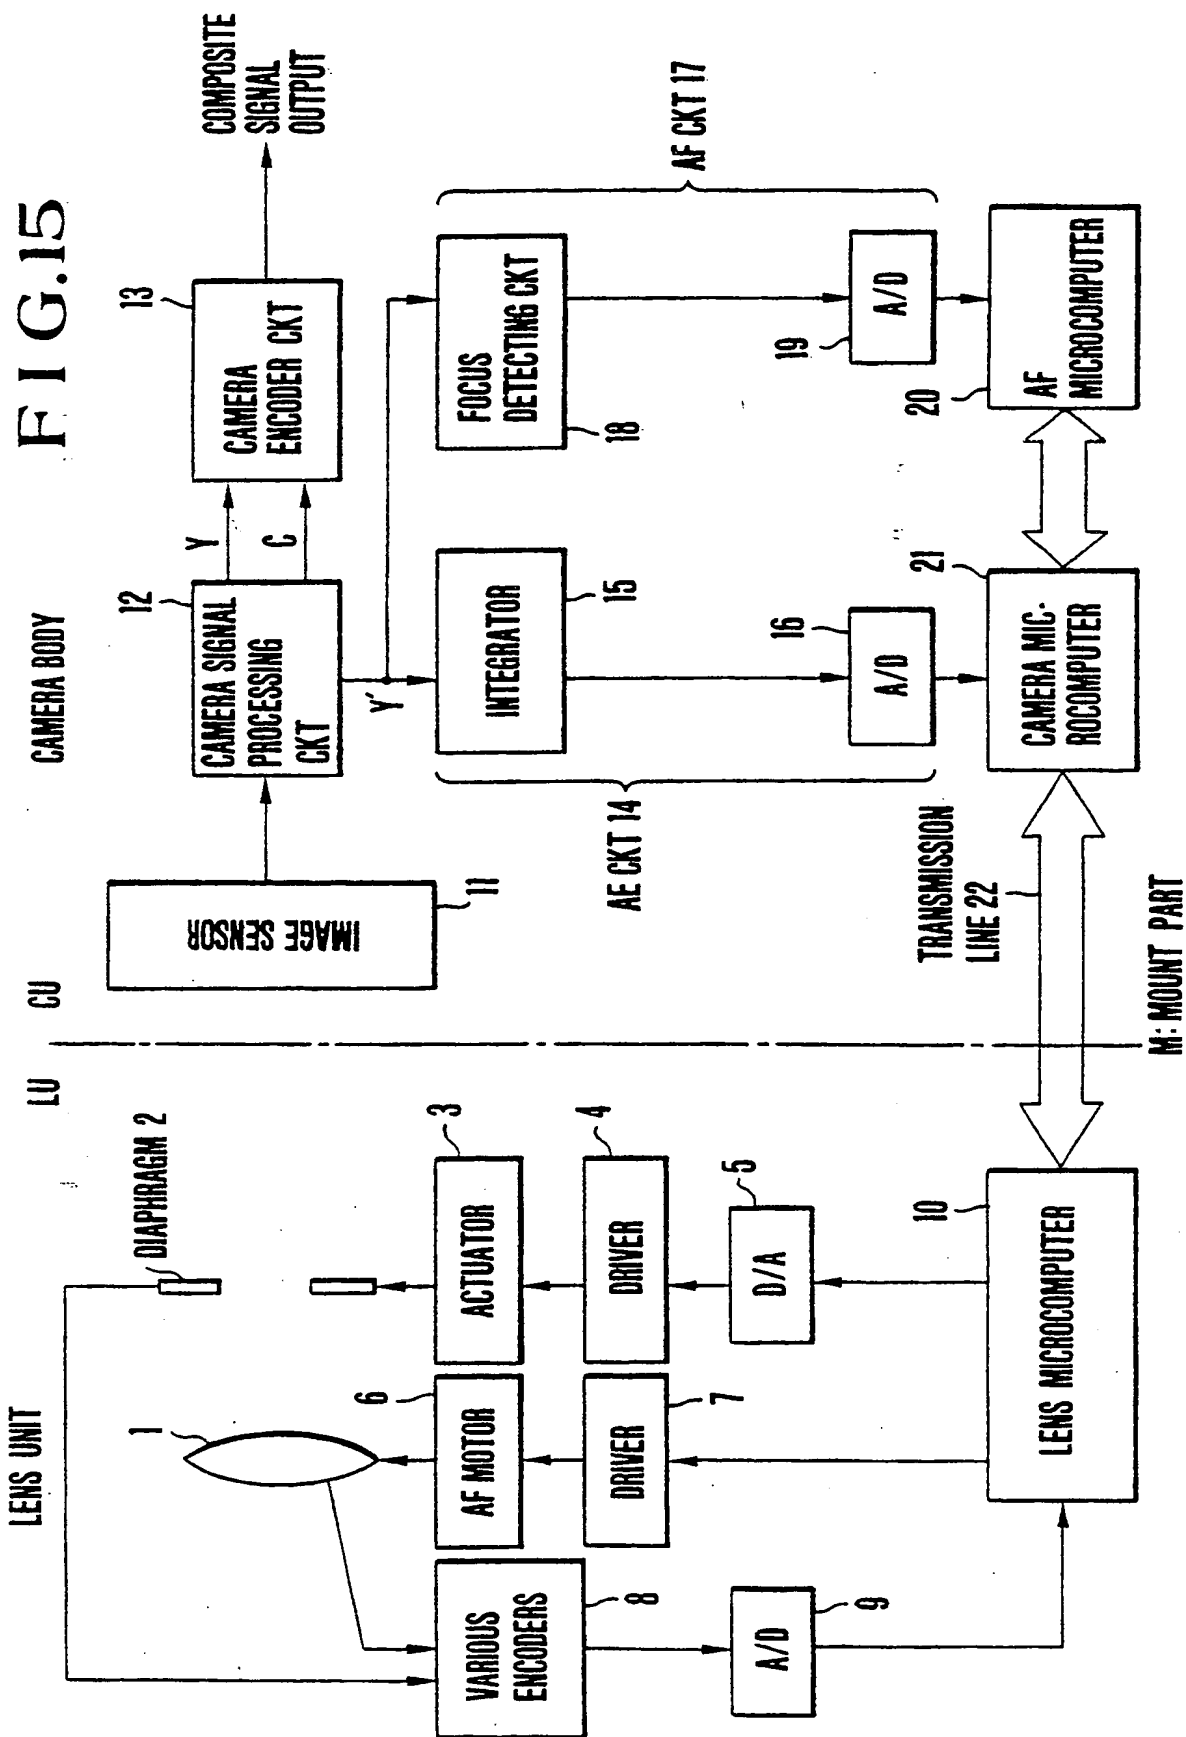 FIG.15
LENS UNIT
LU
CU
CAMERA BODY
DIAPHRAGM 2
1
IMAGE SENSOR
11
CAMERA SIGNAL
PROCESSING
CKT
12
Y
C
CAMERA
ENCODER CKT
13
COMPOSITE
SIGNAL
OUTPUT
Y'
VARIOUS
ENCODERS
8
AF MOTOR
6
ACTUATOR
3
DRIVER
7
DRIVER
4
A/D
9
D/A
5
LENS MICROCOMPUTER
10
AE CKT 14
INTEGRATOR
15
A/D
16
FOCUS
DETECTING CKT
18
AF CKT 17
A/D
19
TRANSMISSION
LINE 22
CAMERA MIC-
ROCOMPUTER
21
AF
MICROCOMPUTER
20
M: MOUNT PART